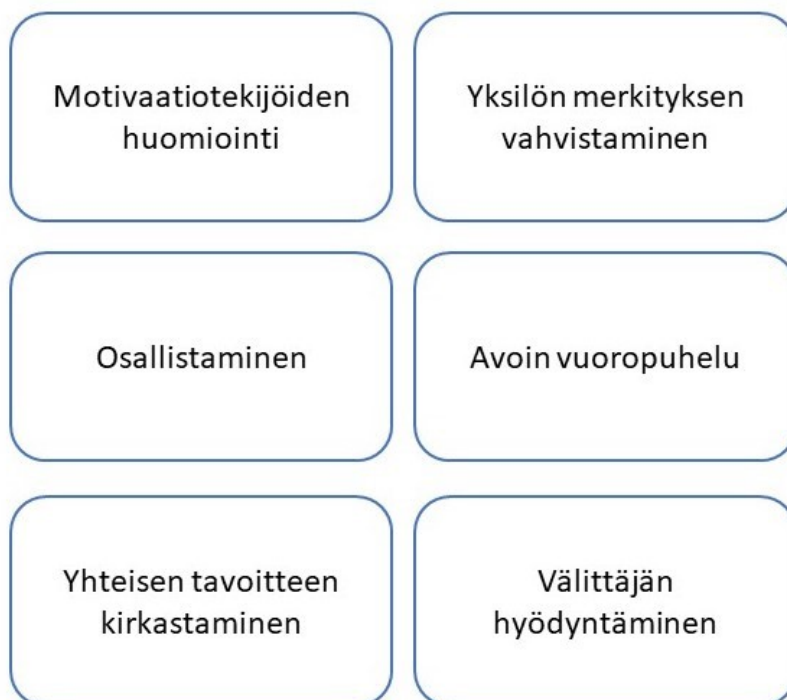 Motivaatiotekijöiden
huomiointi
Yksilön merkityksen
vahvistaminen
Osallistaminen
Avoin vuoropuhelu
Yhteisen tavoitteen
kirkastaminen
Välittäjän
hyödyntäminen